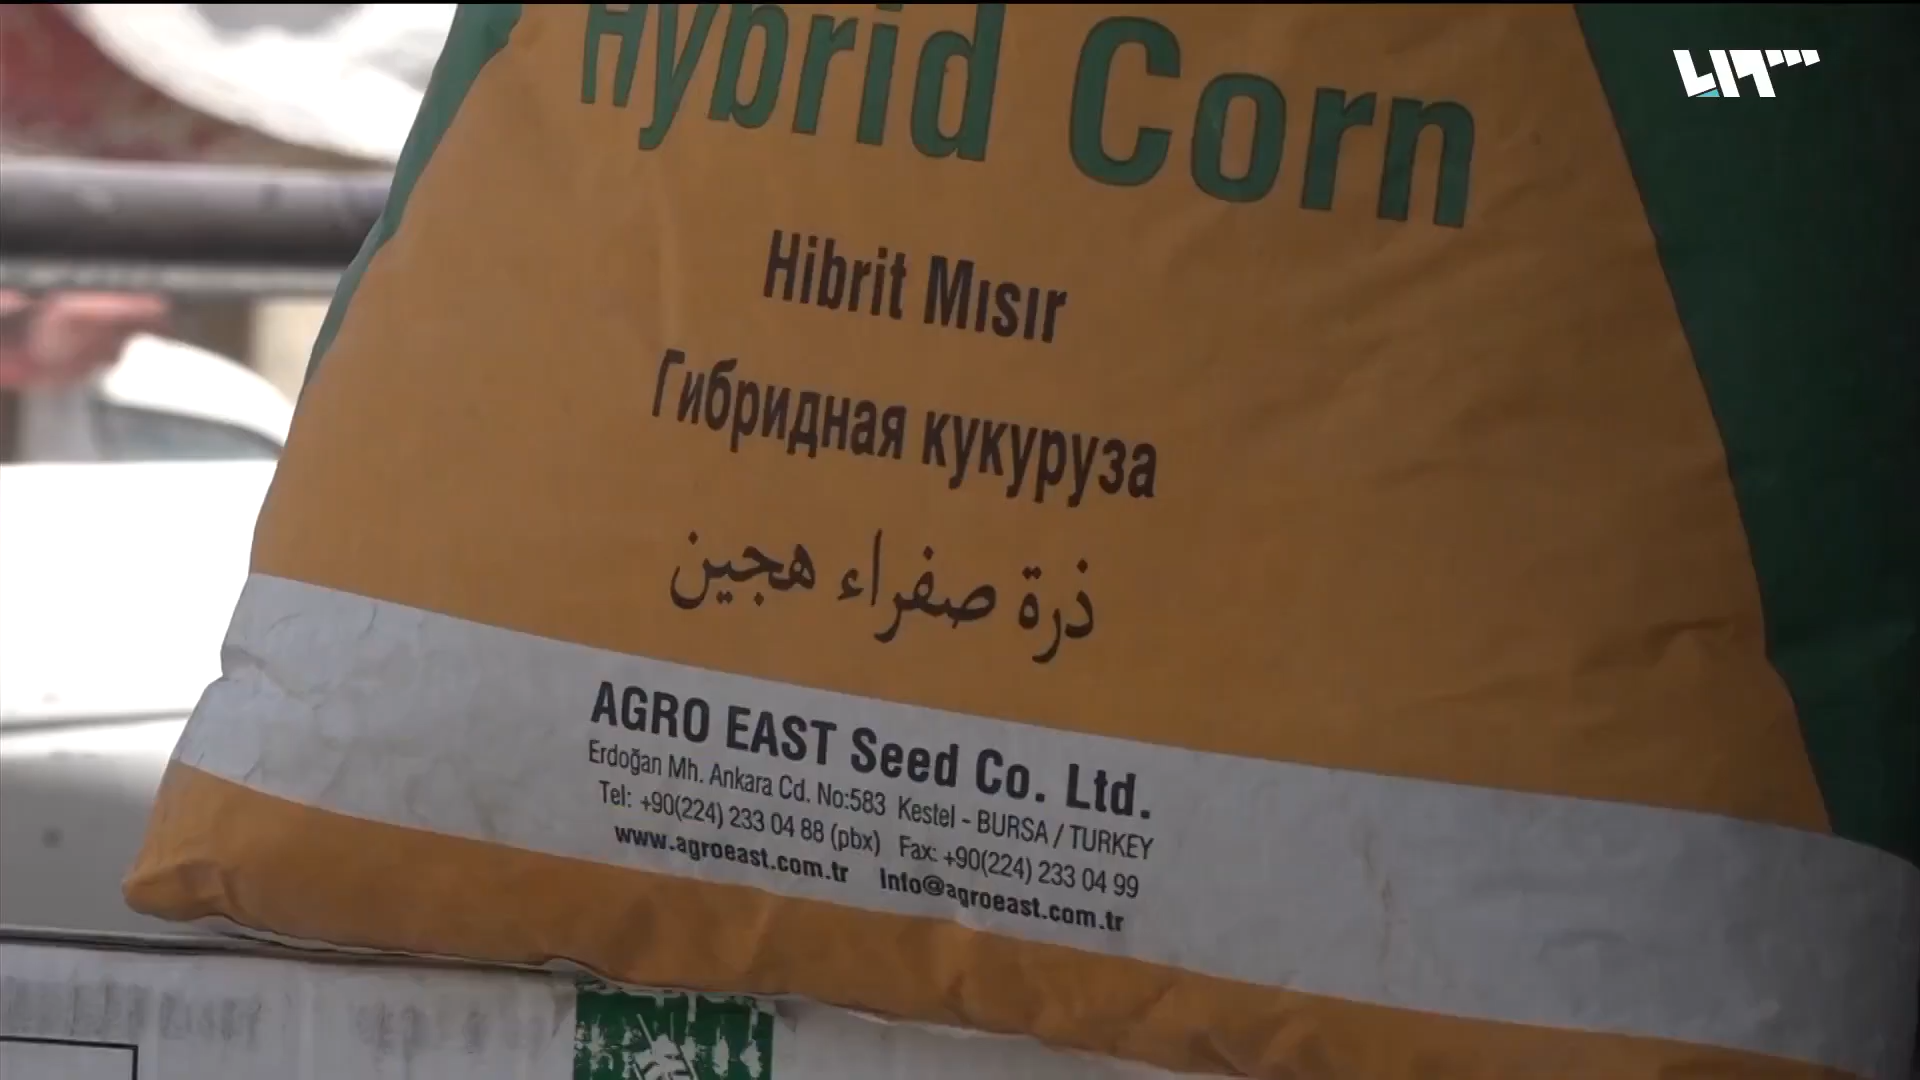 Hybrid Corn
Hibrit Mısır
Гибридная кукуруза
ذرة صفراء هجين
AGRO EAST Seed Co. Ltd.
Erdoğan Mh. Ankara Cd. No:583 Kestel - BURSA / TURKEY
Tel: +90(224) 233 04 88 (pbx) Fax: +90(224) 233 04 99
www.agroeast.com.tr Info@agroeast.com.tr